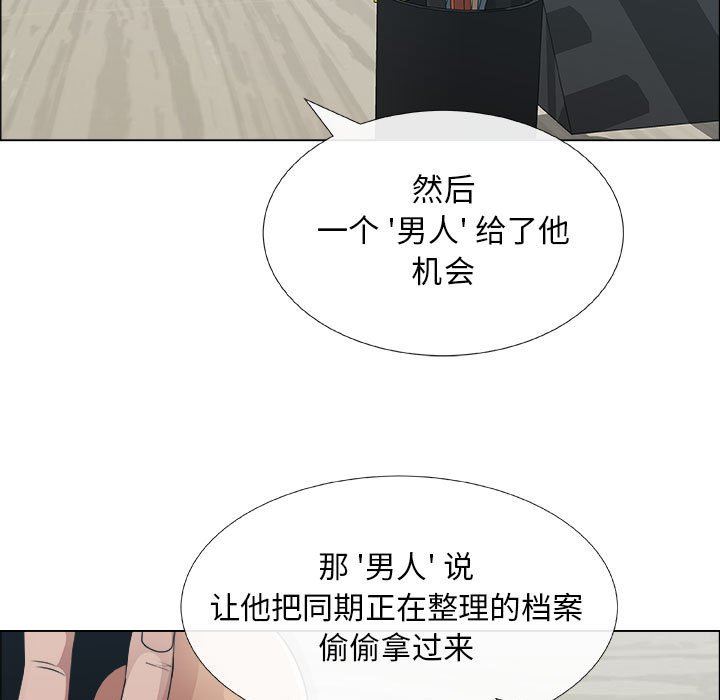 然后
一个 '男人' 给了他
机会
那 '男人' 说
让他把同期正在整理的档案
偷偷拿过来